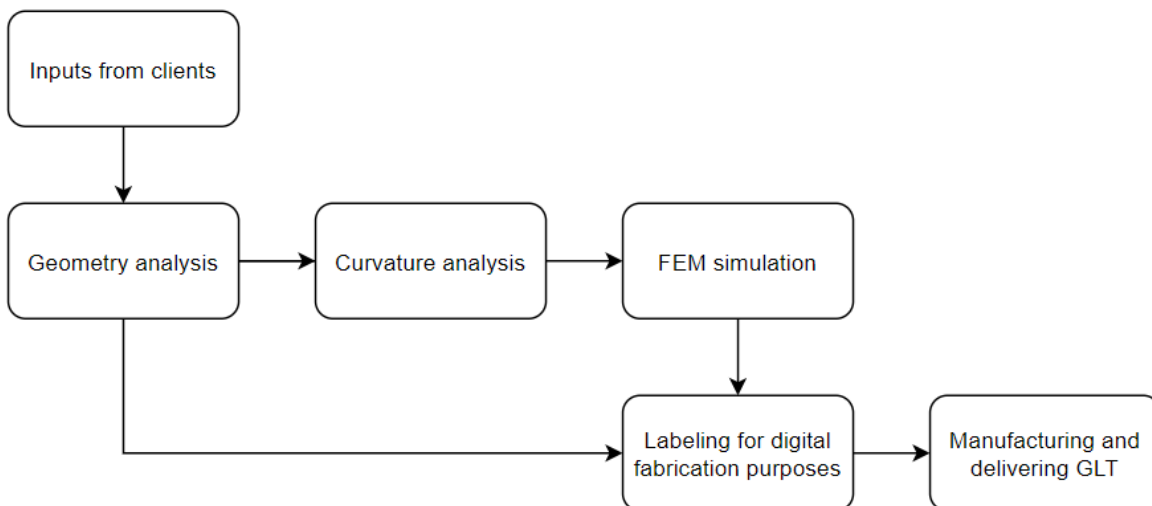 Inputs from clients
Geometry analysis
Curvature analysis
FEM simulation
Labeling for digital
fabrication purposes
Manufacturing and
delivering GLT